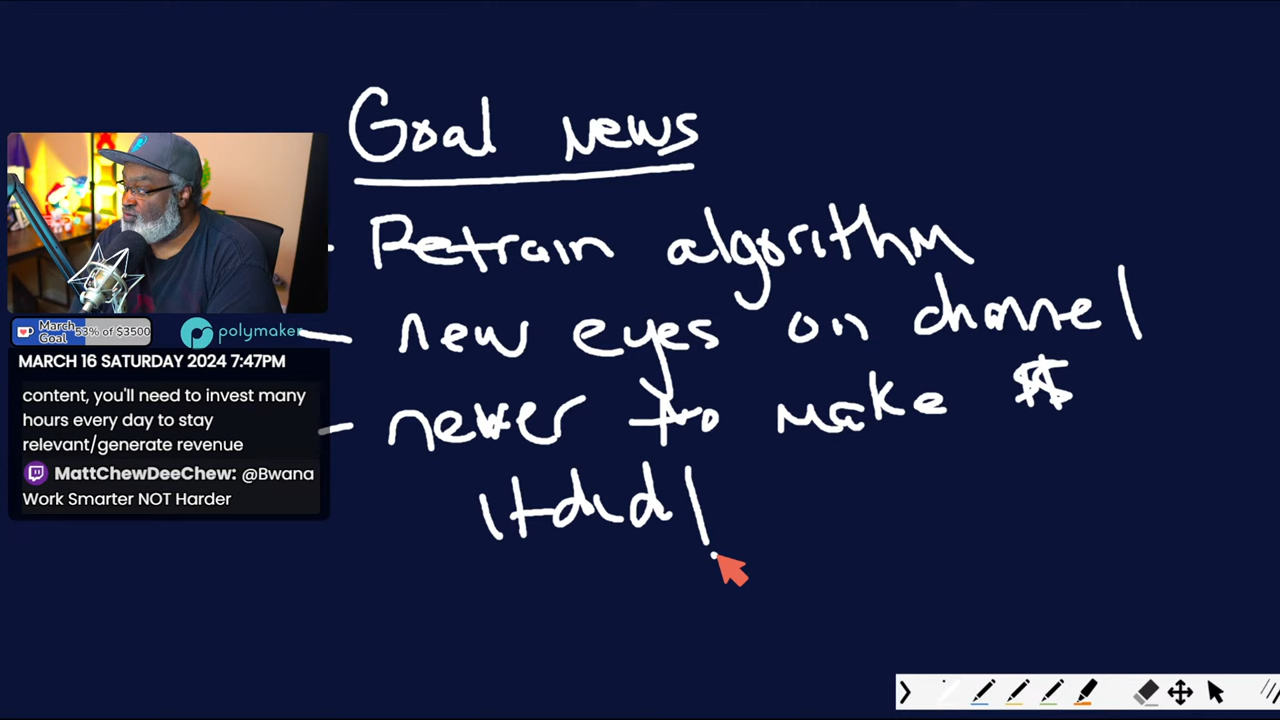 Goal news
- Retrain algorithm
- new eyes on channel
- never to make $$
it did!
March
Goal
53% of $3500
polymaker
MARCH 16 SATURDAY 2024 7:47PM
content, you'll need to invest many
hours every day to stay
relevant/generate revenue
MattChewDeeChew: @Bwana
Work Smarter NOT Harder